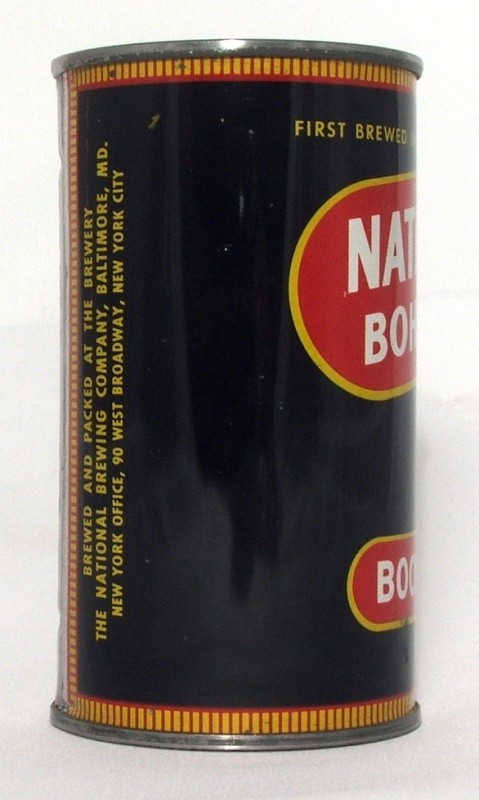 FIRST BREWED
NAT
BOH
BOC
BREWED AND PACKED AT THE BREWERY
THE NATIONAL BREWING COMPANY, BALTIMORE, MD.
NEW YORK OFFICE, 90 WEST BROADWAY, NEW YORK CITY